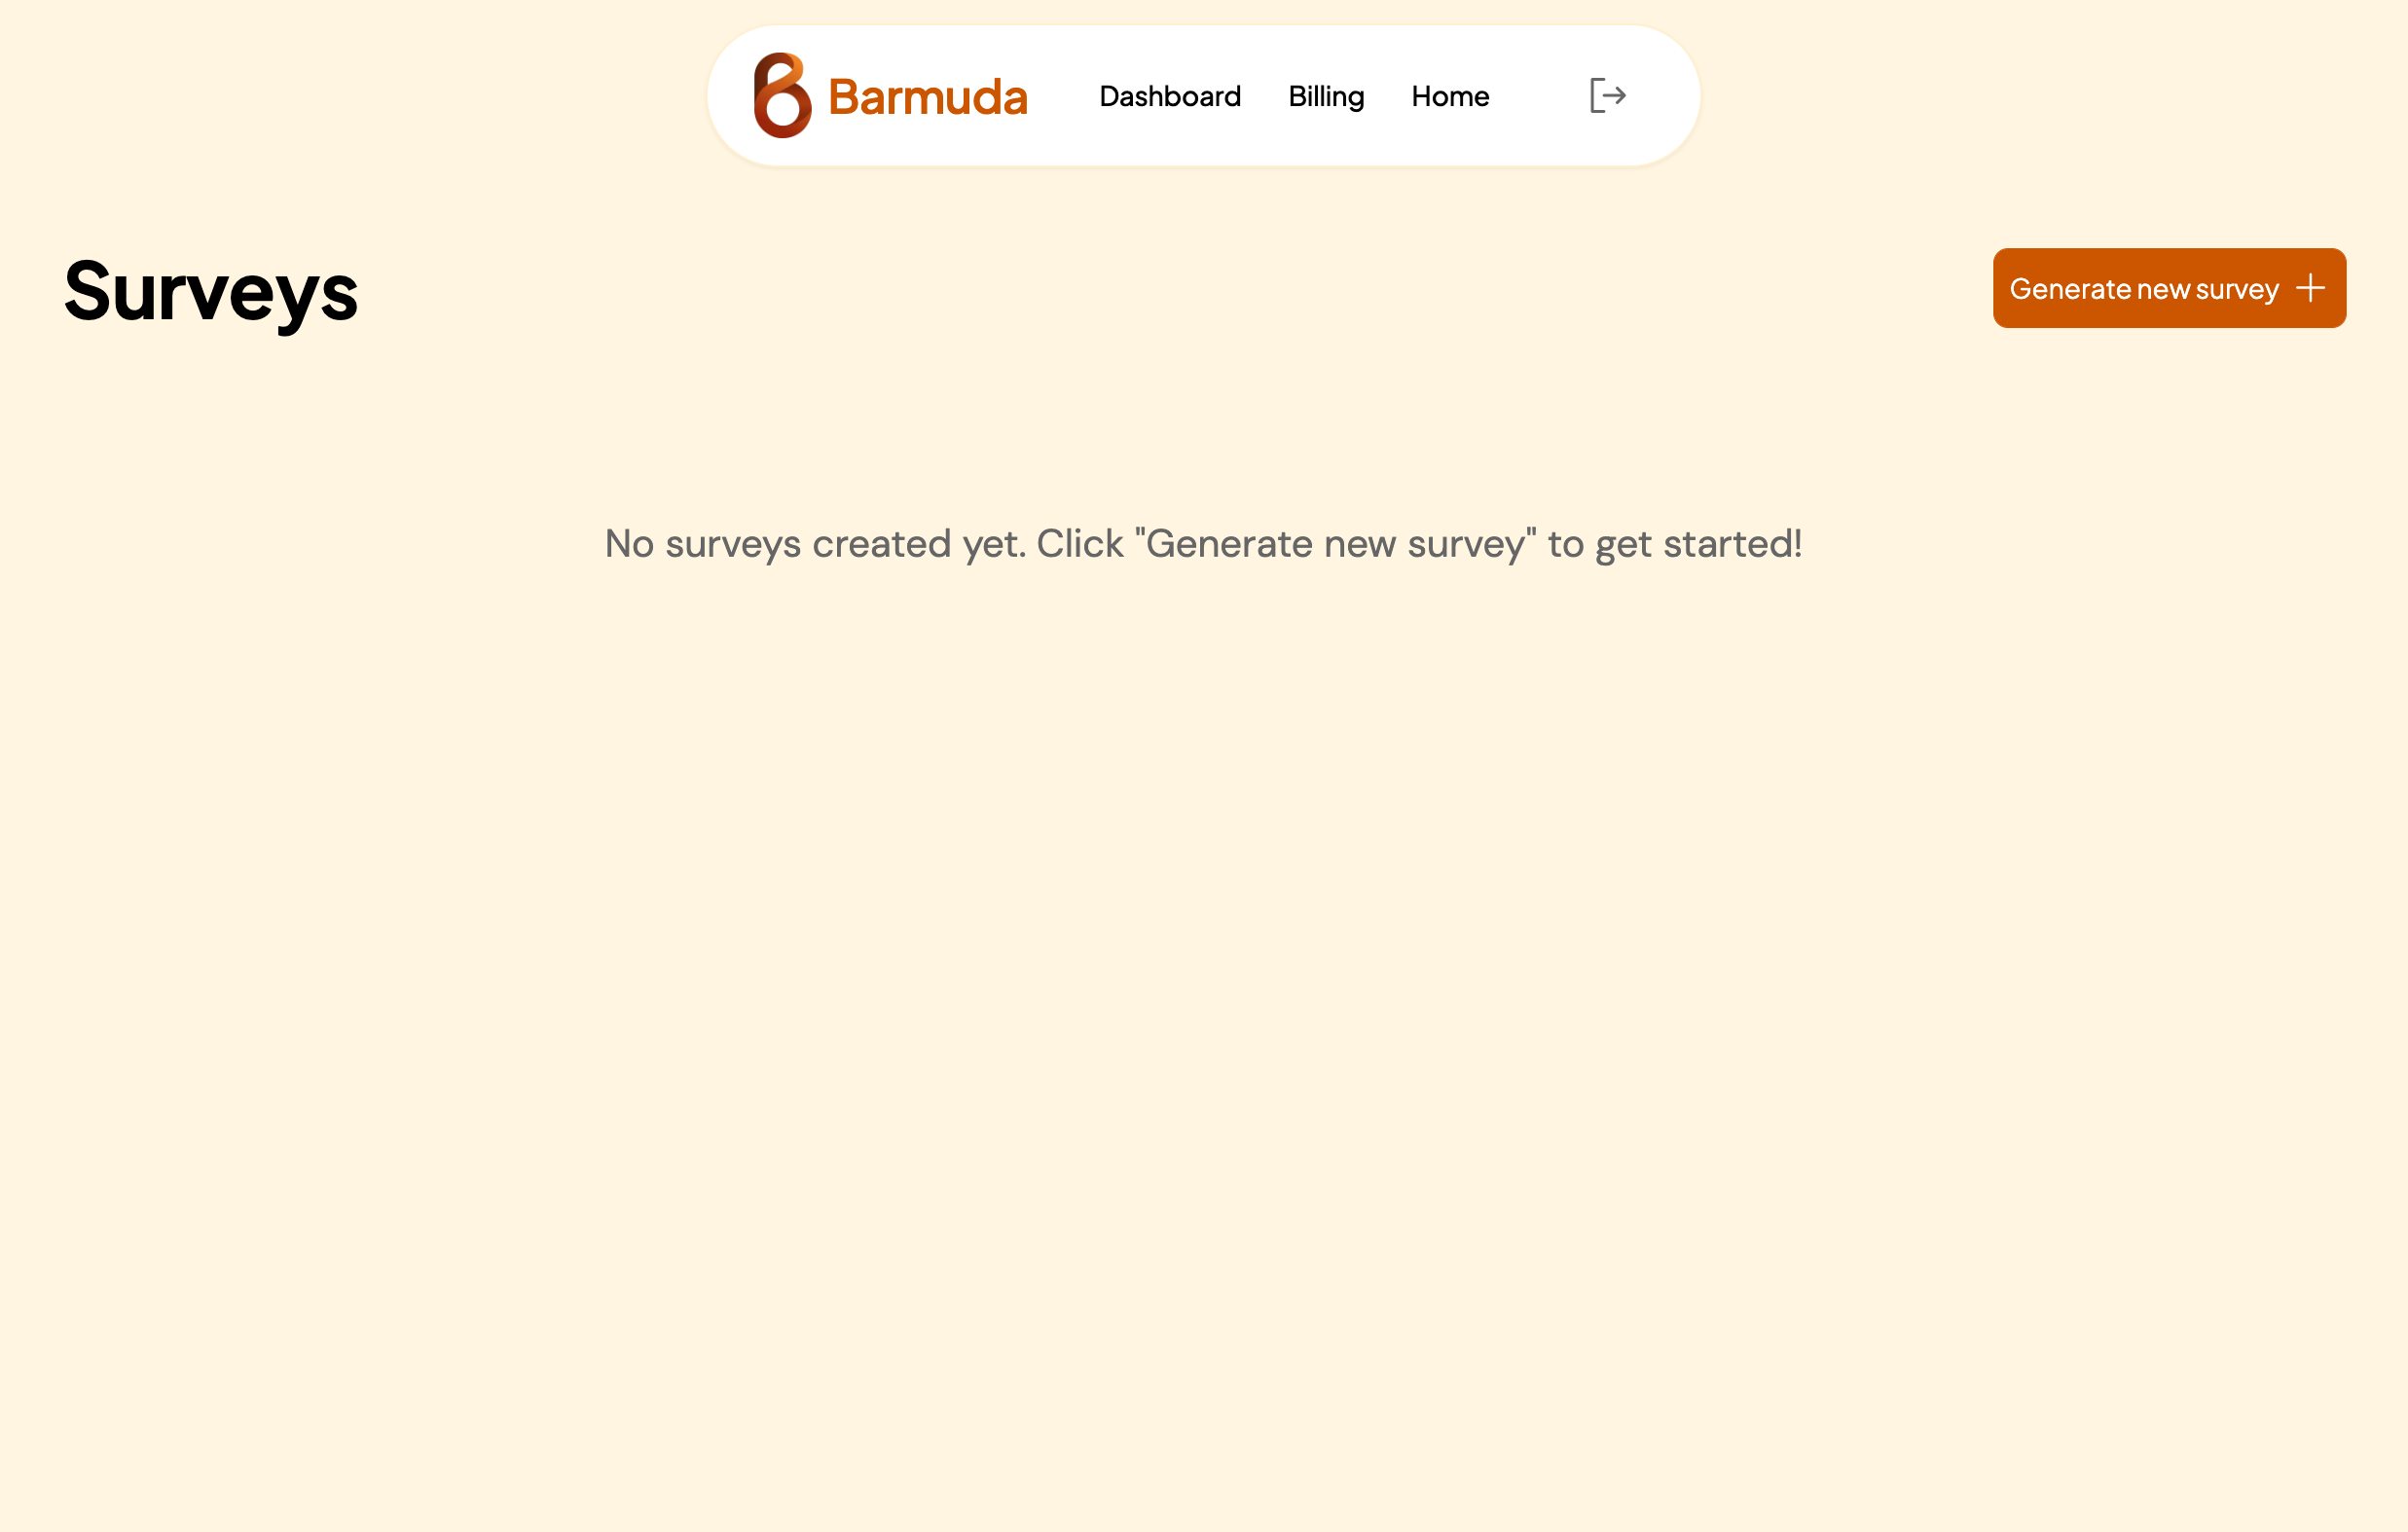 Barmuda Dashboard Billing Home
Surveys
Generate new survey
No surveys created yet. Click "Generate new survey" to get started!